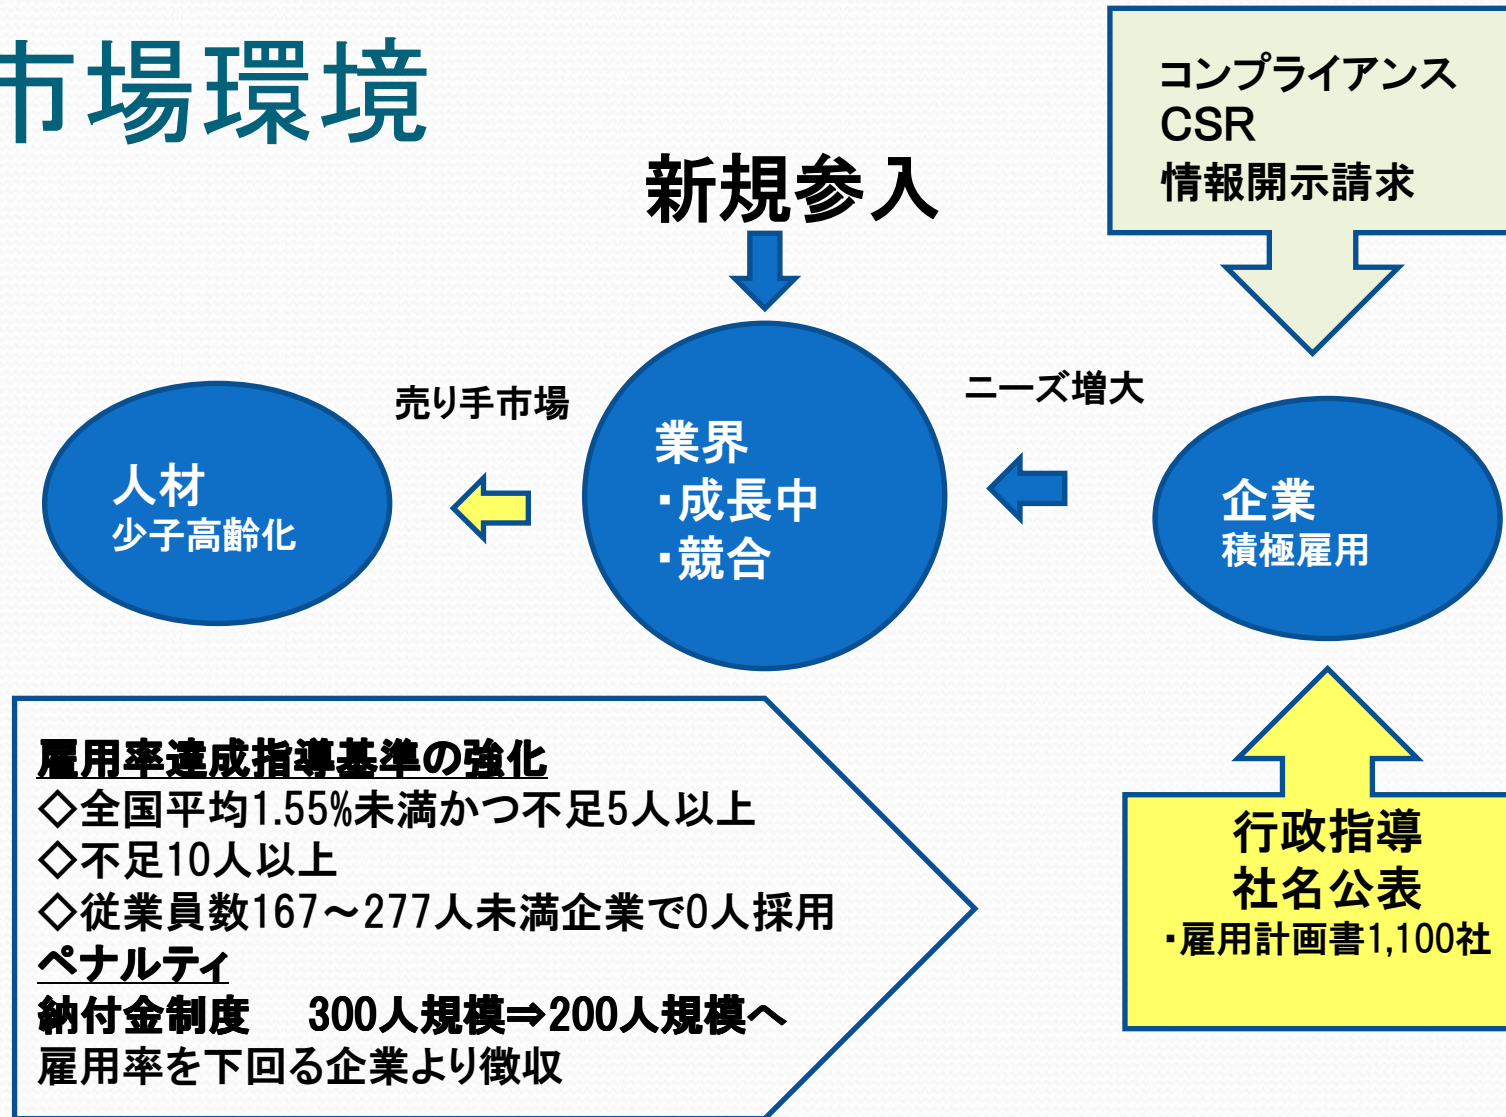 市場環境
コンプライアンス
CSR
情報開示請求
新規参入
売り手市場
ニーズ増大
人材
少子高齢化
業界
・成長中
・競合
企業
積極雇用
雇用率達成指導基準の強化
◇全国平均1.55%未満かつ不足5人以上
◇不足10人以上
◇従業員数167～277人未満企業で0人採用
ペナルティ
納付金制度　300人規模⇒200人規模へ
雇用率を下回る企業より徴収
行政指導
社名公表
・雇用計画書1,100社